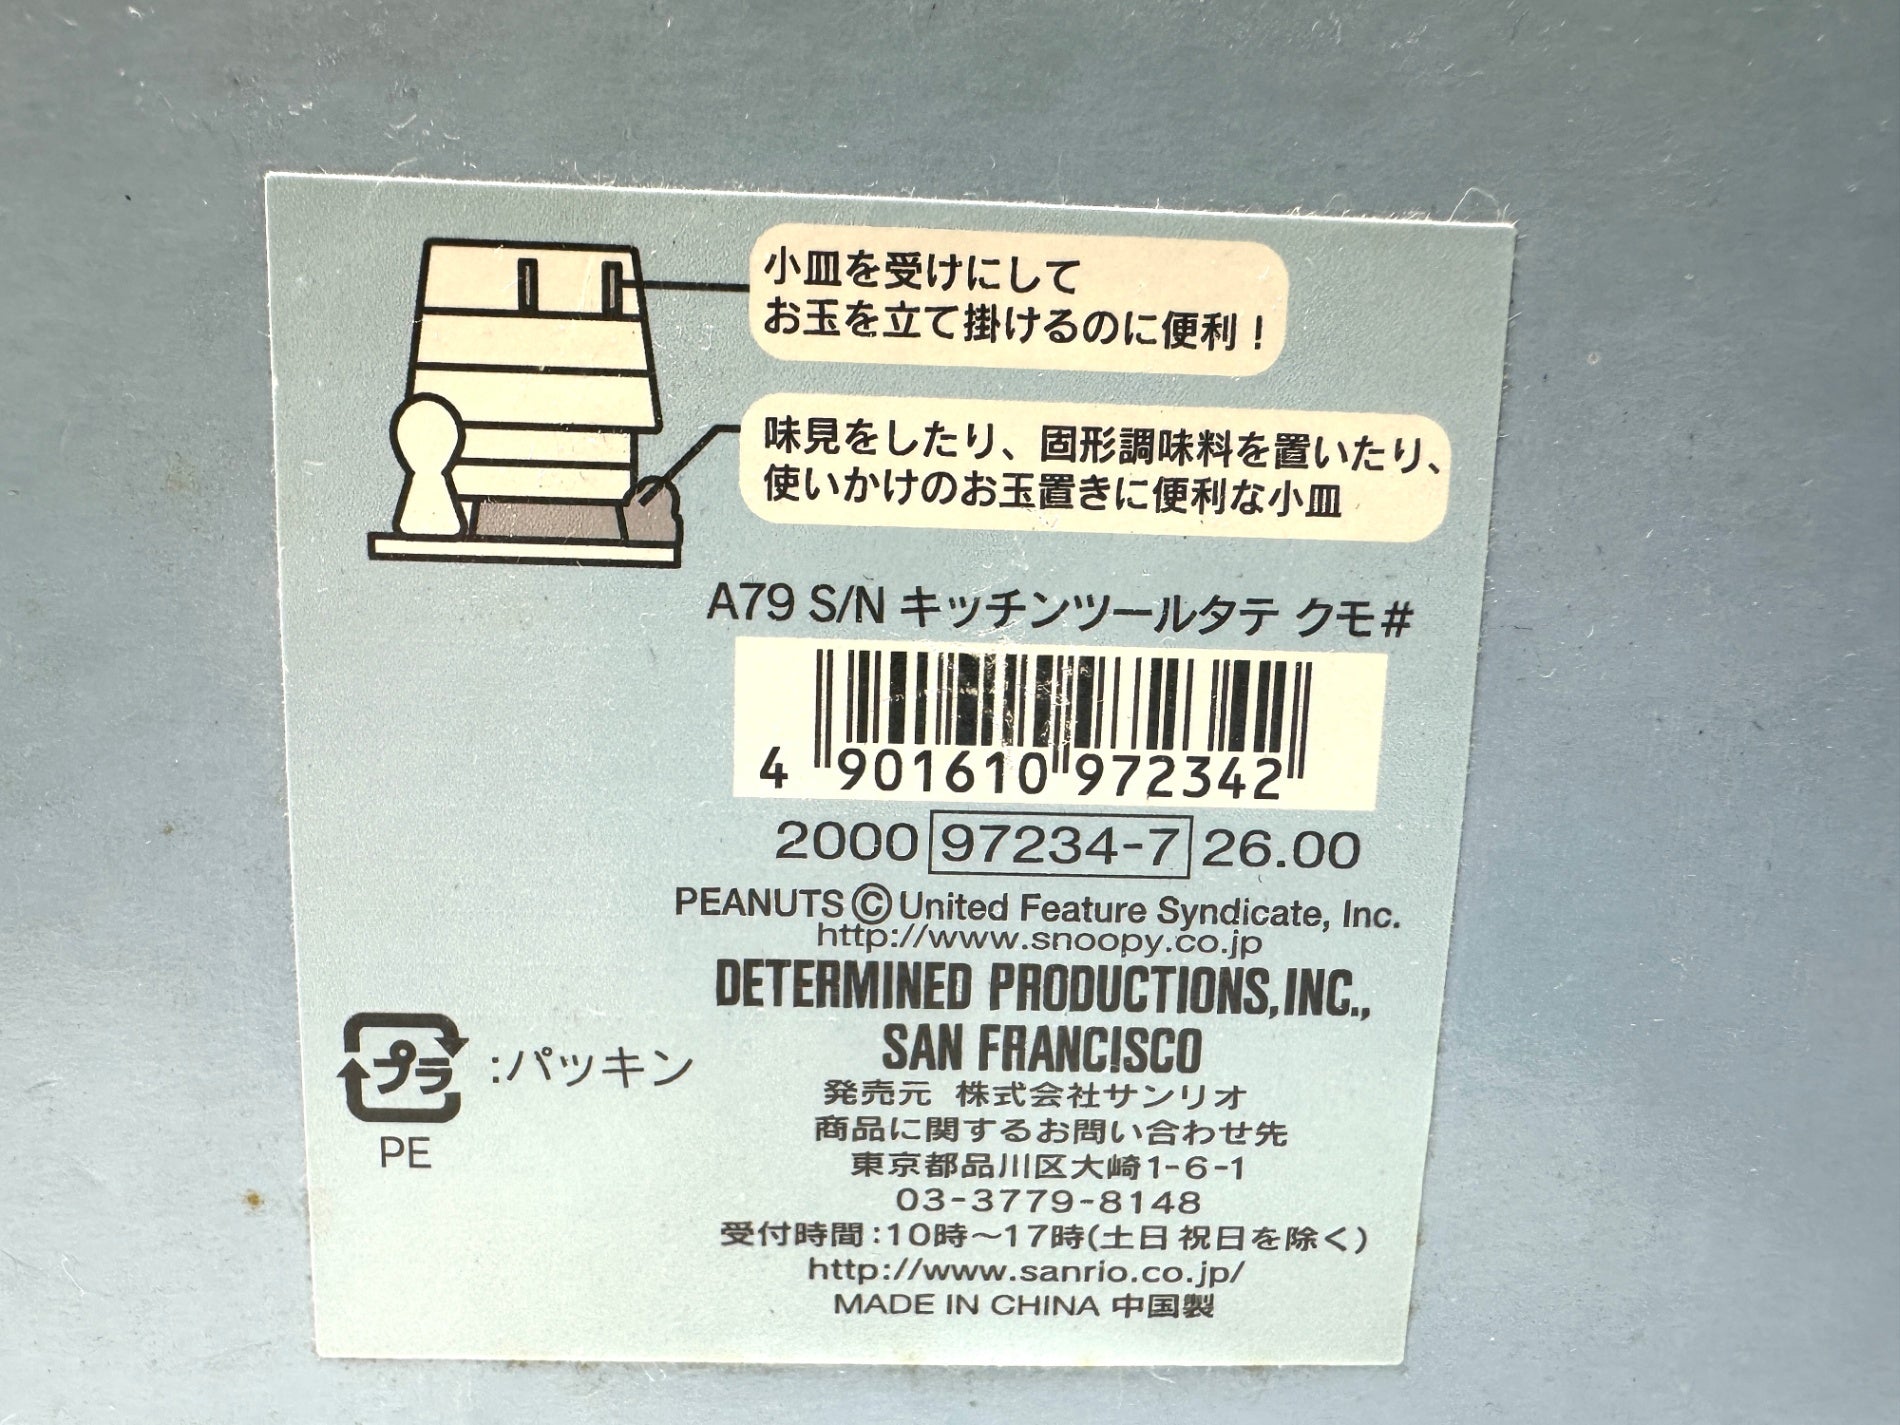 小皿を受けにして
お玉を立て掛けるのに便利!
味見をしたり、固形調味料を置いたり、
使いかけのお玉置きに便利な小皿
A79 S/N キッチンツールタテ クモ#
4 901610 972342
2000 97234-7 26.00
PEANUTS © United Feature Syndicate, Inc.
http://www.snoopy.co.jp
DETERMINED PRODUCTIONS, INC.,
SAN FRANCISCO
プラ :パッキン
PE
発売元 株式会社サンリオ
商品に関するお問い合わせ先
東京都品川区大崎1-6-1
03-3779-8148
受付時間:10時〜17時(土日祝日を除く)
http://www.sanrio.co.jp/
MADE IN CHINA 中国製